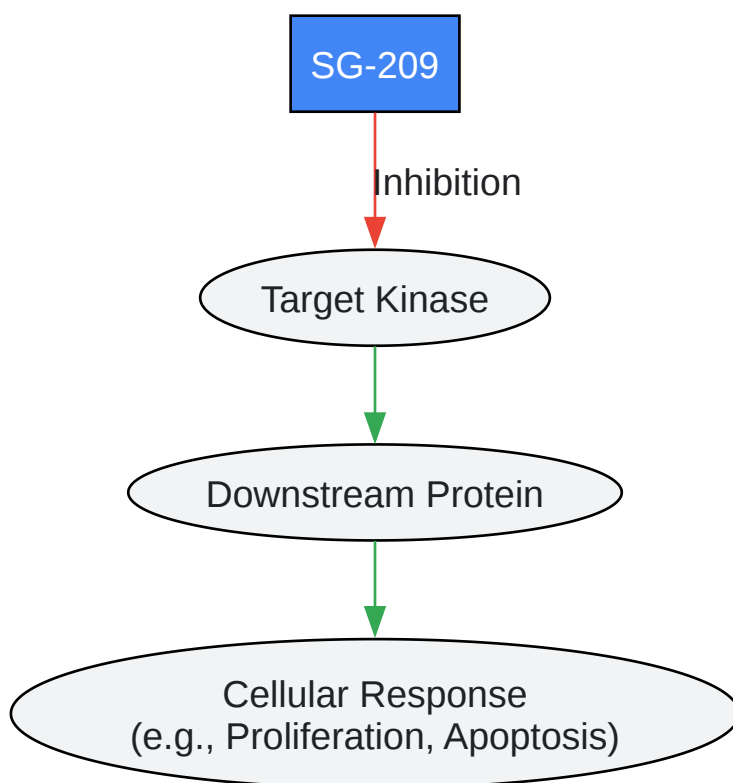 SG-209
Inhibition
Target Kinase
Downstream Protein
Cellular Response
(e.g., Proliferation, Apoptosis)